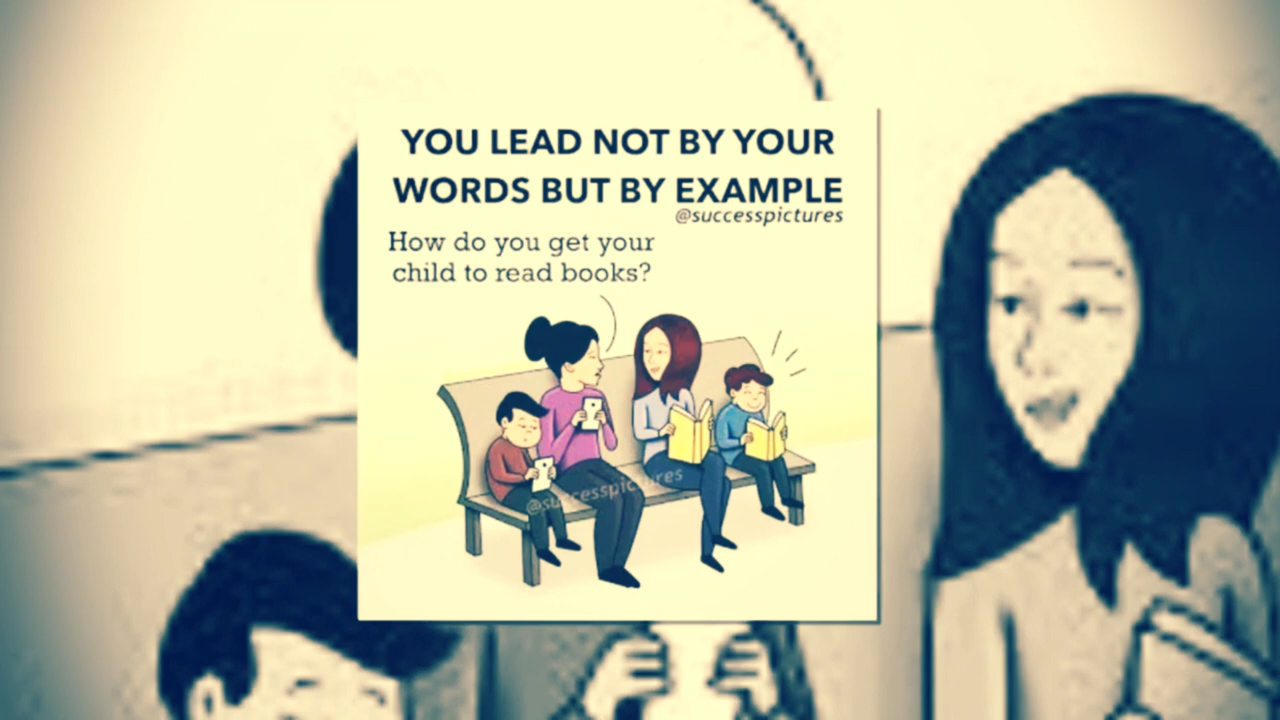 YOU LEAD NOT BY YOUR
WORDS BUT BY EXAMPLE
@successpictures
How do you get your
child to read books?
@successpictures